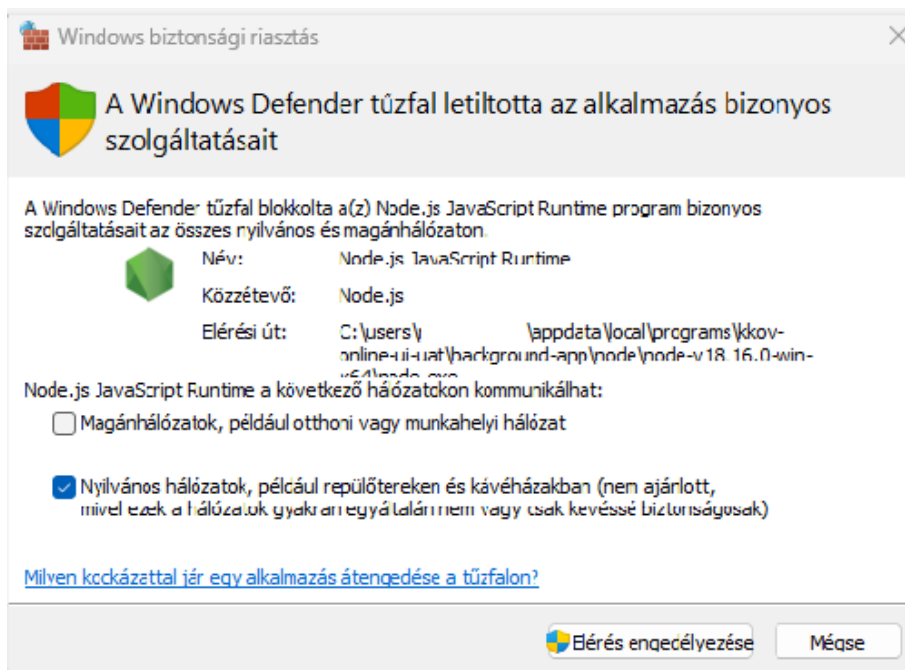 Windows biztonsági riasztás
A Windows Defender tűzfal letiltotta az alkalmazás bizonyos
szolgáltatásait
A Windows Defender tűzfal blokkolta a(z) Node.js JavaScript Runtime program bizonyos
szolgáltatásait az összes nyilvános és magánhálózaton.
Név: Node.js JavaScript Runtime
Közzétevő: Node.js
Elérési út: C:\users\ \appdata\local\programs\kkov-
online-ui-uat\background-app\node\node-v18.16.0-win-
x64\node.exe
Node.js JavaScript Runtime a következő hálózatokon kommunikálhat:
Magánhálózatok, például otthoni vagy munkahelyi hálózat
Nyilvános hálózatok, például repülőtereken és kávéházakban (nem ajánlott,
mivel ezek a hálózatok gyakran egyáltalán nem vagy csak kevéssé biztonságosak)
Milyen kockázattal jár egy alkalmazás átengedése a tűzfalon?
Elérés engedélyezése Mégse